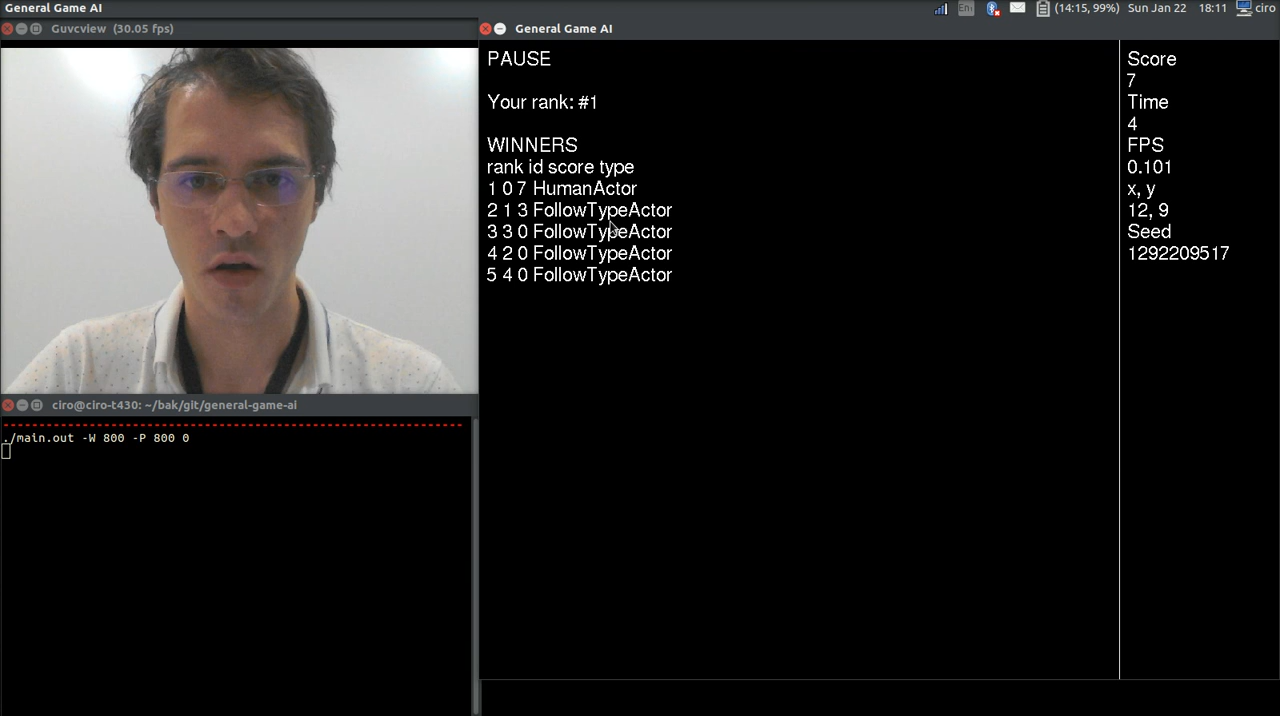 General Game AI
En
(14:15, 99%) Sun Jan 22 18:11 ciro
Guvcview (30.05 fps)
ciro@ciro-t430: ~/bak/git/general-game-ai
./main.out -W 800 -P 800 0
General Game AI
PAUSE
Your rank: #1
WINNERS
rank id score type
1 0 7 HumanActor
2 1 3 FollowTypeActor
3 3 0 FollowTypeActor
4 2 0 FollowTypeActor
5 4 0 FollowTypeActor
Score
7
Time
4
FPS
0.101
x, y
12, 9
Seed
1292209517